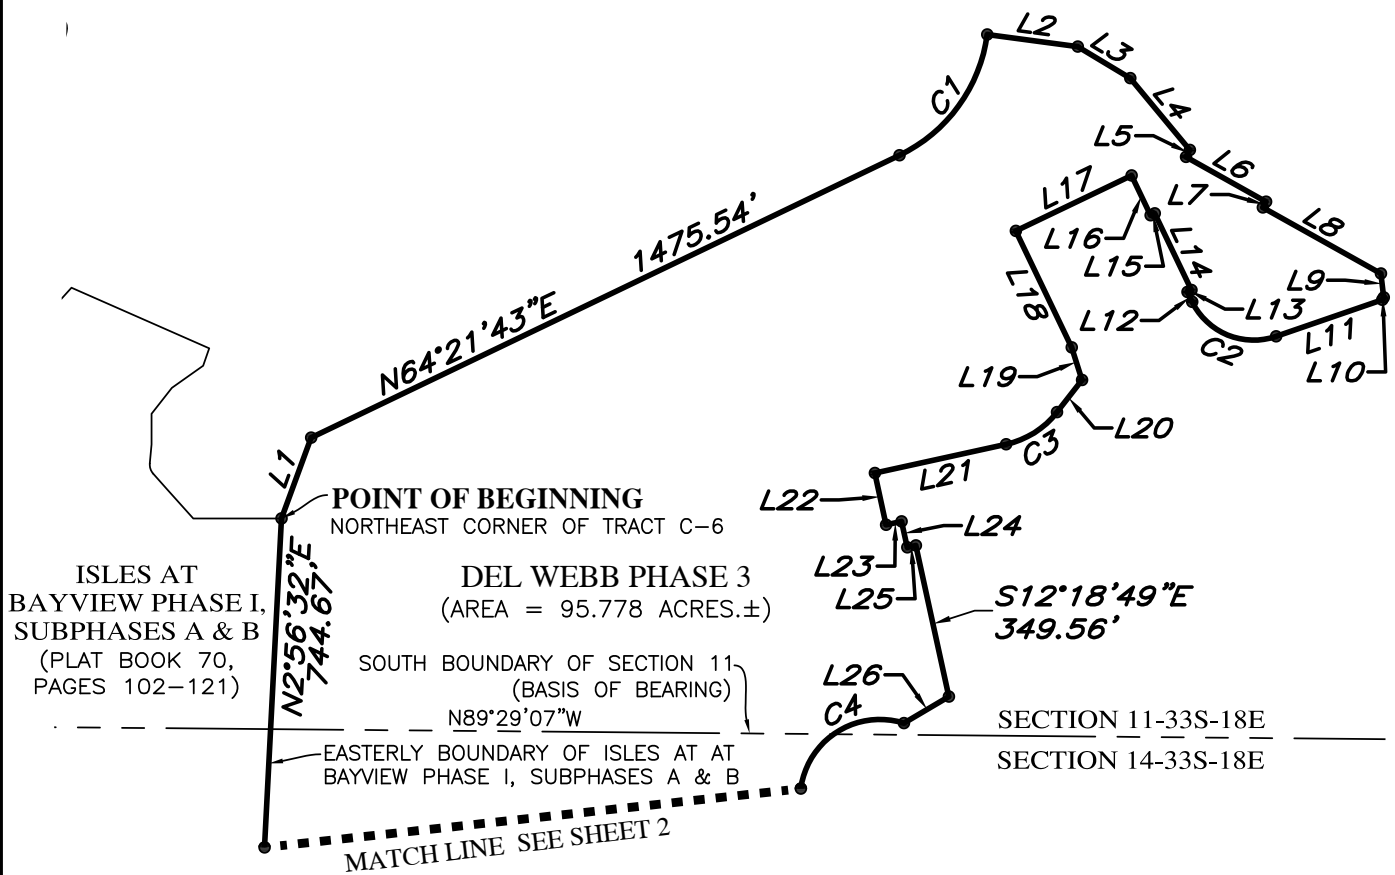 L2
L3
C1
L4
L5
L6
L7
L17
L8
1475.54'
L16
L14
L15
L9
L18
L13
L12
N64°21'43"E
C2
L11
L10
L19
L20
C3
L1
L21
POINT OF BEGINNING
NORTHEAST CORNER OF TRACT C-6
L22
L24
L23
L25
N2°56'32"E
744.67'
ISLES AT
BAYVIEW PHASE I,
SUBPHASES A & B
(PLAT BOOK 70,
PAGES 102-121)
DEL WEBB PHASE 3
(AREA = 95.778 ACRES.±)
S12°18'49"E
349.56'
SOUTH BOUNDARY OF SECTION 11
(BASIS OF BEARING)
N89°29'07"W
L26
C4
SECTION 11-33S-18E
SECTION 14-33S-18E
EASTERLY BOUNDARY OF ISLES AT AT
BAYVIEW PHASE I, SUBPHASES A & B
MATCH LINE SEE SHEET 2